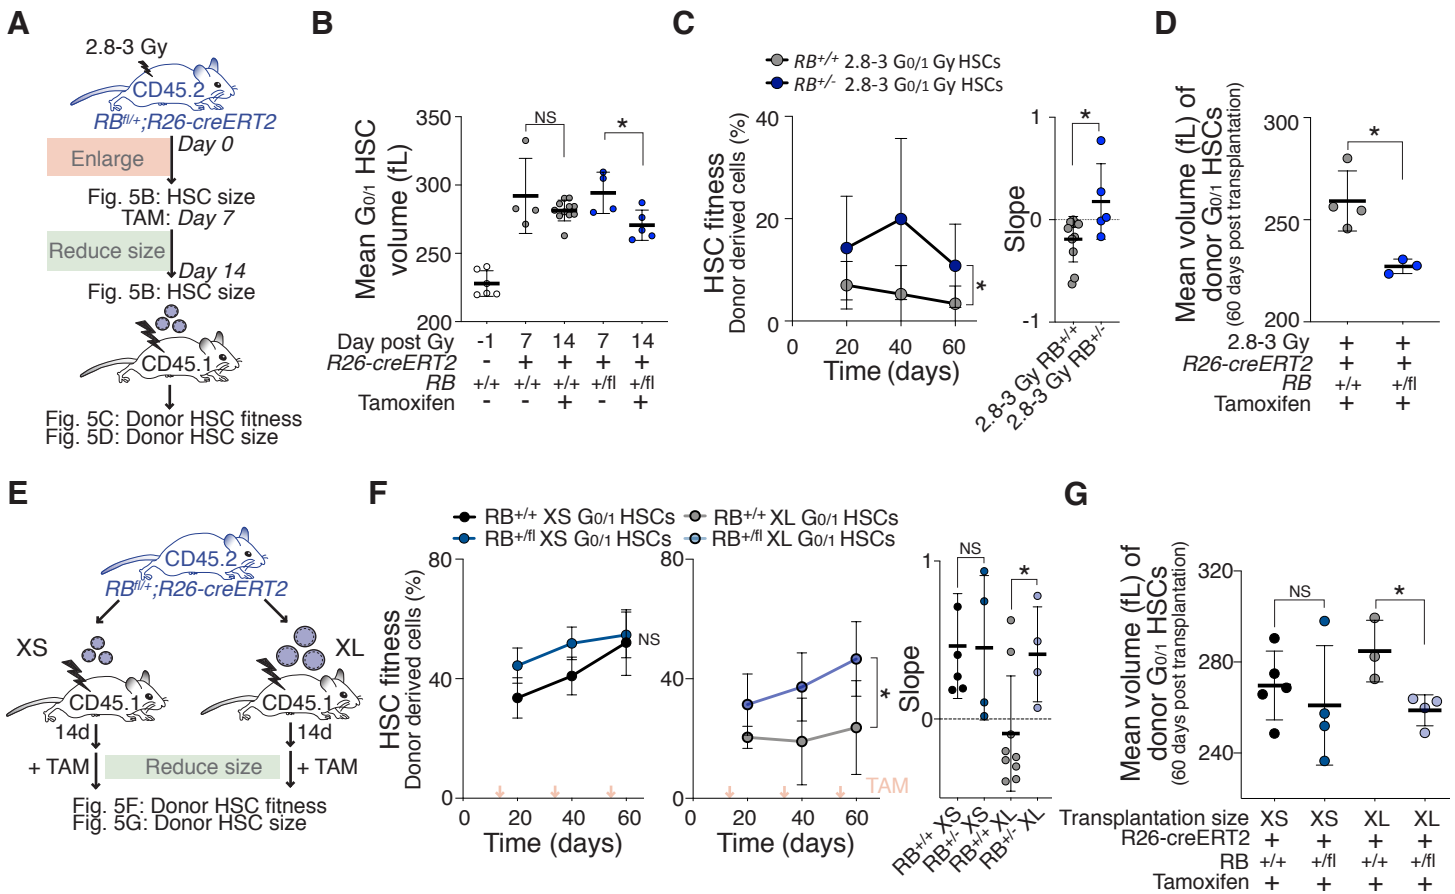 A
2.8-3 Gy
CD45.2
RBfl/+;R26-creERT2
Day 0
Enlarge
Fig. 5B: HSC size
TAM: Day 7
Reduce size
Day 14
Fig. 5B: HSC size
CD45.1
Fig. 5C: Donor HSC fitness
Fig. 5D: Donor HSC size
B
Mean G0/1 HSC
volume (fL)
350
300
250
200
NS
*
Day post Gy -1 7 14 7 14
R26-creERT2 - + + + +
RB +/+ +/+ +/+ +/fl +/fl
Tamoxifen - - + - +
C
RB+/+ 2.8-3 G0/1 Gy HSCs
RB+/- 2.8-3 G0/1 Gy HSCs
HSC fitness
Donor derived cells (%)
40
20
0
*
0 20 40 60
Time (days)
Slope
1
0
-1
*
2.8-3 Gy RB+/+
2.8-3 Gy RB+/-
D
Mean volume (fL) of
donor G0/1 HSCs
(60 days post transplantation)
300
250
200
*
2.8-3 Gy + +
R26-creERT2 + +
RB +/+ +/fl
Tamoxifen + +
E
CD45.2
RBfl/+;R26-creERT2
XS
XL
CD45.1
CD45.1
14d
14d
+ TAM
Reduce size
+ TAM
Fig. 5F: Donor HSC fitness
Fig. 5G: Donor HSC size
F
RB+/+ XS G0/1 HSCs
RB+/fl XS G0/1 HSCs
RB+/+ XL G0/1 HSCs
RB+/fl XL G0/1 HSCs
HSC fitness
Donor derived cells (%)
80
40
0
NS
0 20 40 60
Time (days)
80
40
0
*
TAM
0 20 40 60
Time (days)
Slope
1
0
NS
*
RB+/+ XS
RB+/- XS
RB+/+ XL
RB+/- XL
G
Mean volume (fL) of
donor G0/1 HSCs
(60 days post transplantation)
320
280
240
NS
*
Transplantation size XS XS XL XL
R26-creERT2 + + + +
RB +/+ +/fl +/+ +/fl
Tamoxifen + + + +